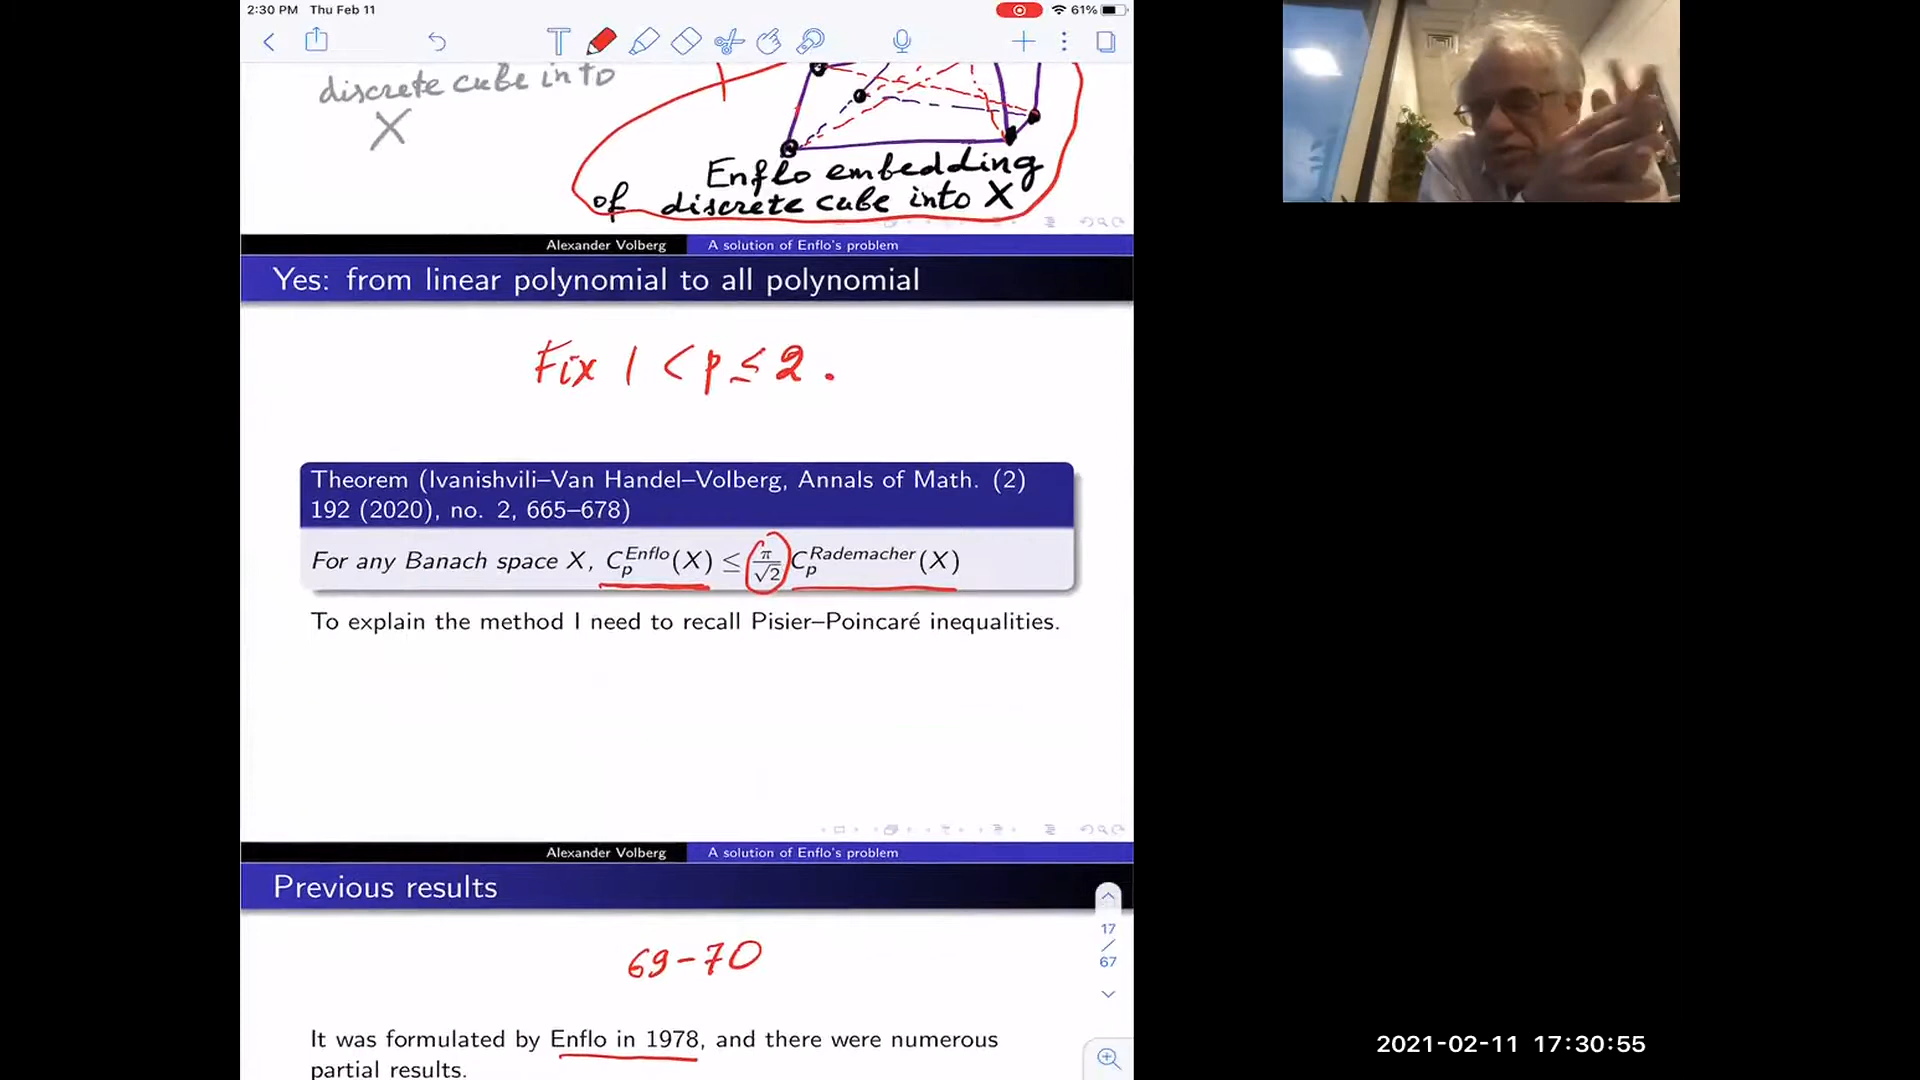 2:30 PM Thu Feb 11
61%
discrete cube into
X
Enflo embedding
of discrete cube into X
Alexander Volberg A solution of Enflo's problem
Yes: from linear polynomial to all polynomial
Fix 1 < p ≤ 2.
Theorem (Ivanishvili–Van Handel–Volberg, Annals of Math. (2)
192 (2020), no. 2, 665–678)
For any Banach space X, C_p^{Enflo}(X) ≤ \frac{π}{√2} C_p^{Rademacher}(X)
To explain the method I need to recall Pisier–Poincaré inequalities.
Alexander Volberg A solution of Enflo's problem
Previous results
69-70
It was formulated by Enflo in 1978, and there were numerous
partial results.
17
/
67
2021-02-11 17:30:55